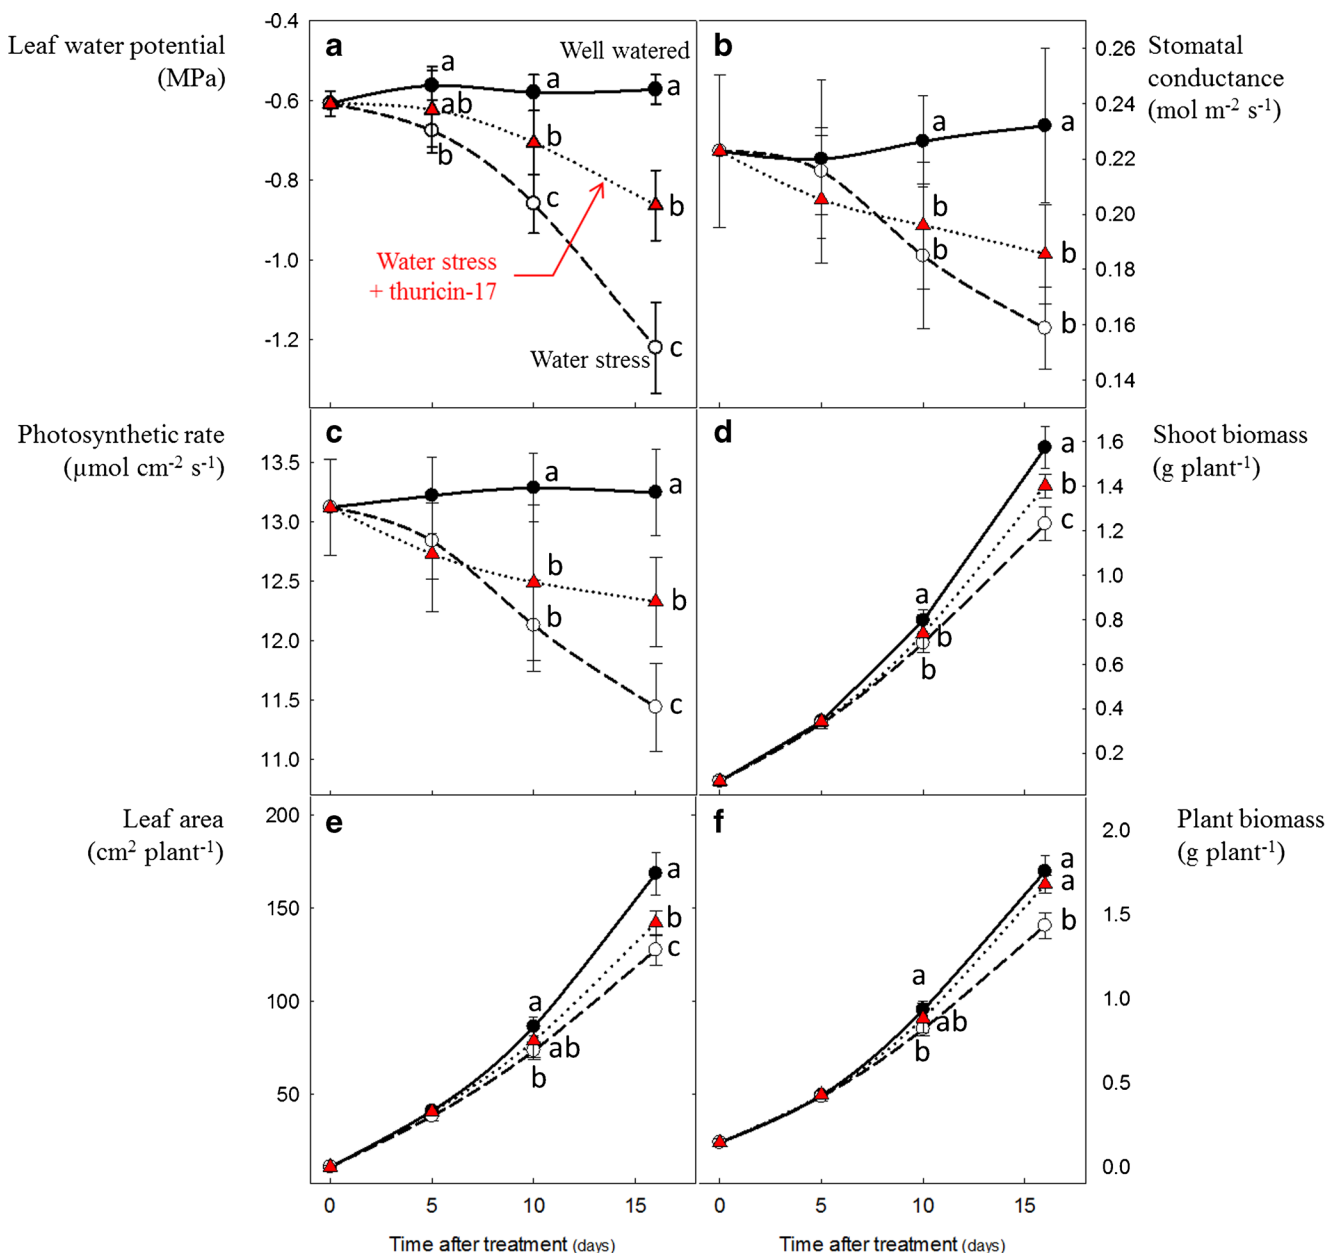 Leaf water potential
(MPa)
-0.4
-0.6
-0.8
-1.0
-1.2
a
Well watered
a
a
a
ab
b
b
c
b
c
Water stress
+ thuricin-17
Water stress
b
a
a
b
b
b
b
0.26
0.24
0.22
0.20
0.18
0.16
0.14
Stomatal
conductance
(mol m-2 s-1)
Photosynthetic rate
(µmol cm-2 s-1)
13.5
13.0
12.5
12.0
11.5
11.0
c
a
a
b
b
b
c
d
a
b
c
a
b
b
1.6
1.4
1.2
1.0
0.8
0.6
0.4
0.2
Shoot biomass
(g plant-1)
Leaf area
(cm2 plant-1)
200
150
100
50
e
a
b
c
a
ab
b
f
a
a
b
a
ab
b
2.0
1.5
1.0
0.5
0.0
Plant biomass
(g plant-1)
0 5 10 15
0 5 10 15
Time after treatment (days)
Time after treatment (days)